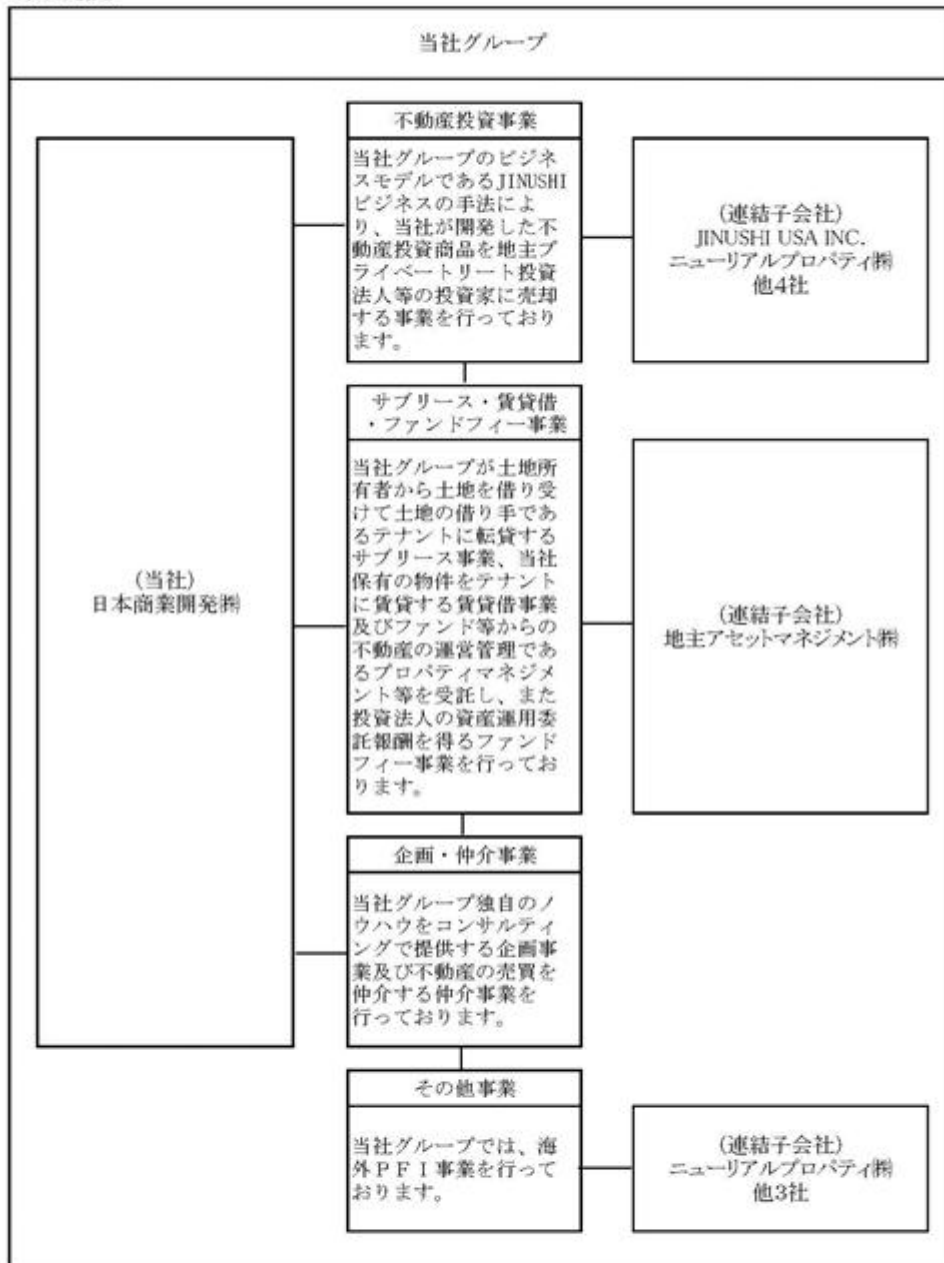 当社グループ
不動産投資事業
当社グループのビジネ
スモデルであるJINUSHI
ビジネスの手法によ
り、当社が開発した不
動産投資商品を地主プ
ライベートリート投資
法人等の投資家に売却
する事業を行っており
ます。
(連結子会社)
JINUSHI USA INC.
ニューリアルプロパティ㈱
他4社
サブリース・賃貸借
・ファンドフィー事業
当社グループが土地所
有者から土地を借り受
けて土地の借り手であ
るテナントに転貸する
サブリース事業、当社
保有の物件をテナント
に賃貸する賃貸借事業
及びファンド等からの
不動産の運営管理であ
るプロパティマネジメ
ント等を受託し、また
投資法人の資産運用委
託報酬を得るファンド
フィー事業を行ってお
ります。
(当社)
日本商業開発㈱
(連結子会社)
地主アセットマネジメント㈱
企画・仲介事業
当社グループ独自のノ
ウハウをコンサルティ
ングで提供する企画事
業及び不動産の売買を
仲介する仲介事業を
行っております。
その他事業
当社グループでは、海
外PFI事業を行って
おります。
(連結子会社)
ニューリアルプロパティ㈱
他3社